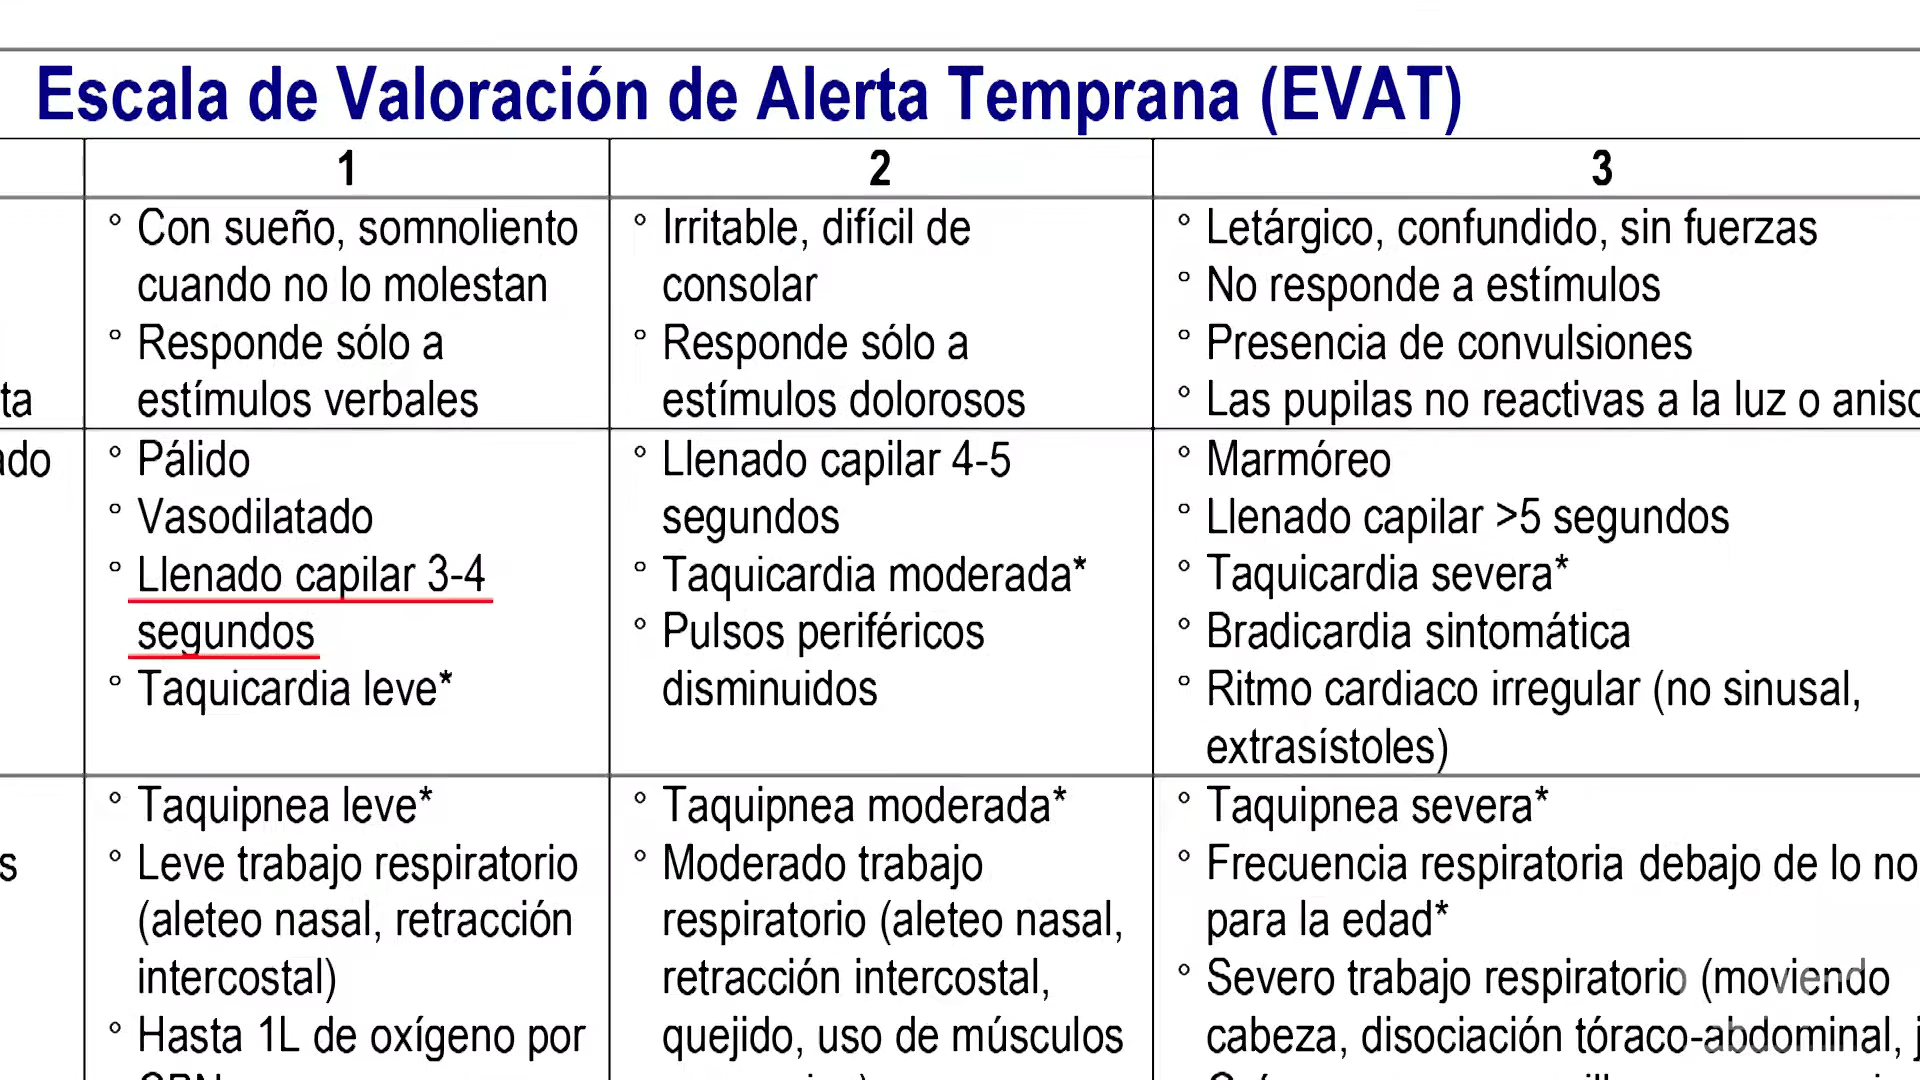 Escala de Valoración de Alerta Temprana (EVAT)
1
2
3
° Con sueño, somnoliento
cuando no lo molestan
° Responde sólo a
estímulos verbales
° Irritable, difícil de
consolar
° Responde sólo a
estímulos dolorosos
° Letárgico, confundido, sin fuerzas
° No responde a estímulos
° Presencia de convulsiones
° Las pupilas no reactivas a la luz o
° Pálido
° Vasodilatado
° Llenado capilar 3-4
segundos
° Taquicardia leve*
° Llenado capilar 4-5
segundos
° Taquicardia moderada*
° Pulsos periféricos
disminuidos
° Marmóreo
° Llenado capilar >5 segundos
° Taquicardia severa*
° Bradicardia sintomática
° Ritmo cardiaco irregular (no sinusal,
extrasístoles)
° Taquipnea leve*
° Leve trabajo respiratorio
(aleteo nasal, retracción
intercostal)
° Hasta 1L de oxígeno por
° Taquipnea moderada*
° Moderado trabajo
respiratorio (aleteo nasal,
retracción intercostal,
quejido, uso de músculos
° Taquipnea severa*
° Frecuencia respiratoria debajo de lo
para la edad*
° Severo trabajo respiratorio (moviendo
cabeza, disociación tóraco-abdominal,